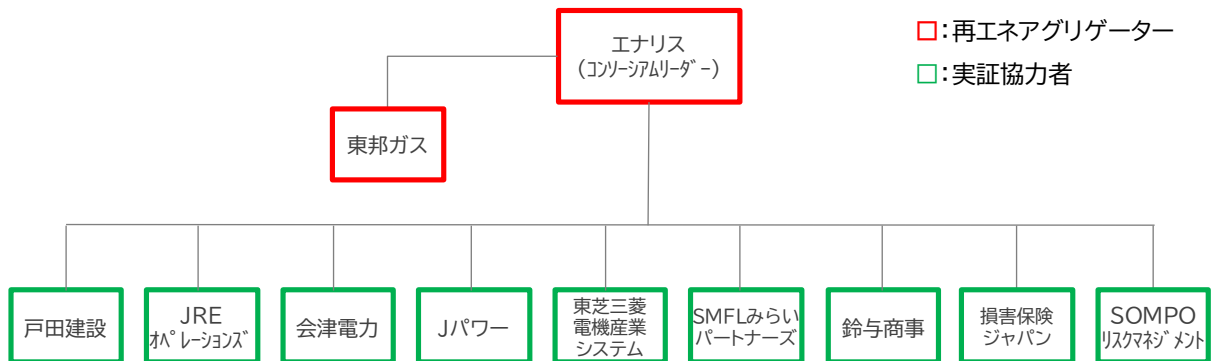 エナリス
(ｺﾝｿｰｼｱﾑﾘｰﾀﾞｰ)
□：再エネアグリゲーター
□：実証協力者
東邦ガス
戸田建設
JRE
ｵﾍﾟﾚｰｼｮﾝｽﾞ
会津電力
Jパワー
東芝三菱
電機産業
システム
SMFLみらい
パートナーズ
鈴与商事
損害保険
ジャパン
SOMPO
ﾘｽｸﾏﾈｼﾞﾒﾝﾄ